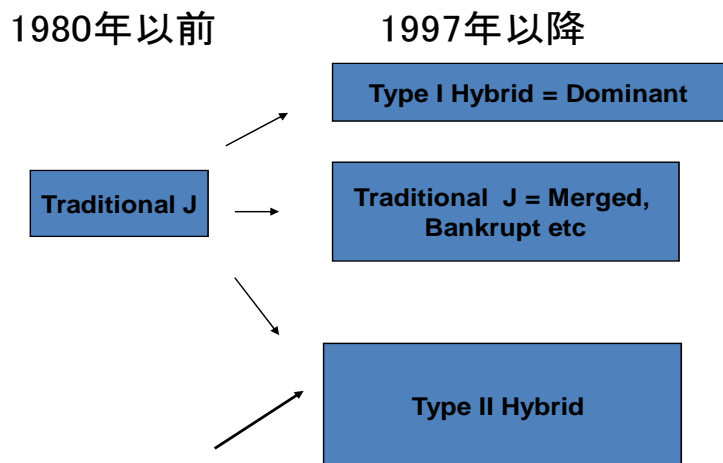 1980年以前
1997年以降
Type I Hybrid = Dominant
Traditional J
Traditional J = Merged,
Bankrupt etc
Type II Hybrid